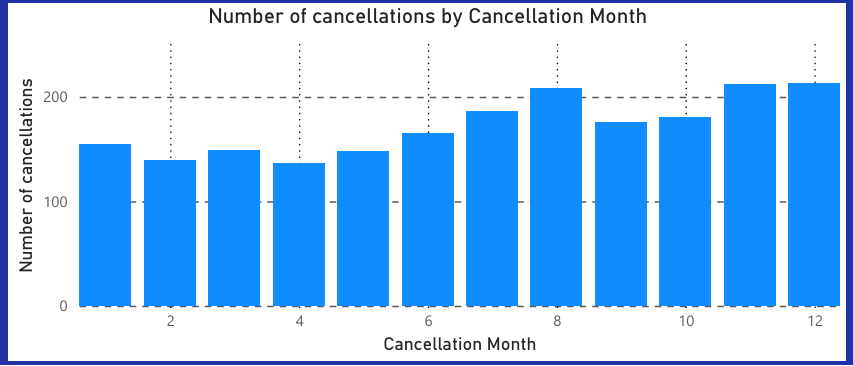 Number of cancellations by Cancellation Month
Number of cancellations
200
100
0
2 4 6 8 10 12
Cancellation Month